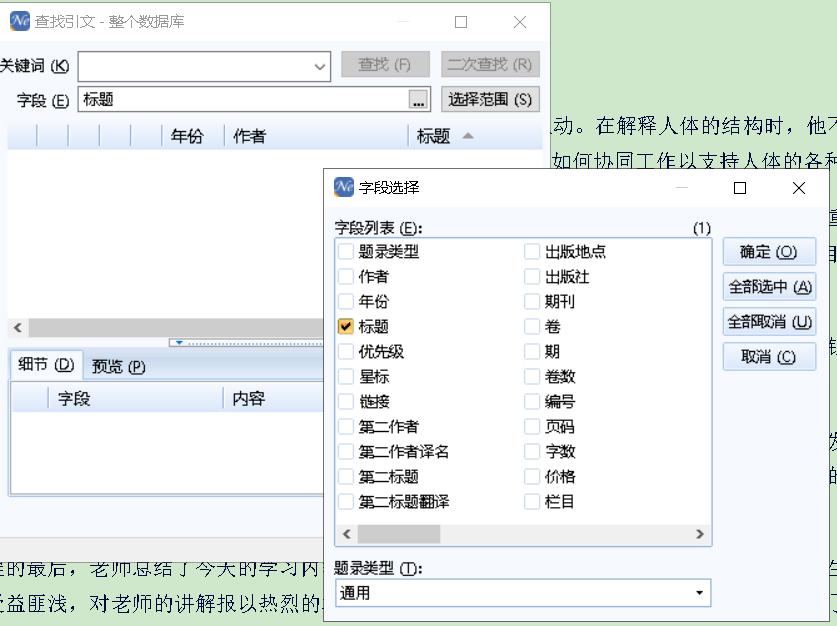 查找引文 - 整个数据库
关键词 (K)
查找 (F)
二次查找 (R)
字段 (E)
标题
...
选择范围 (S)
年份
作者
标题
细节 (D)
预览 (P)
字段
内容
动。在解释人体的结构时，他不
如何协同工作以支持人体的各种
字段选择
字段列表 (E):
(1)
题录类型
作者
年份
标题
优先级
星标
链接
第二作者
第二作者译名
第二标题
第二标题翻译
出版地点
出版社
期刊
卷
期
卷数
编号
页码
字数
价格
栏目
确定 (O)
全部选中 (A)
全部取消 (U)
取消 (C)
题录类型 (T):
通用
的最后，老师总结了今天的学习内
受益匪浅，对老师的讲解报以热烈的